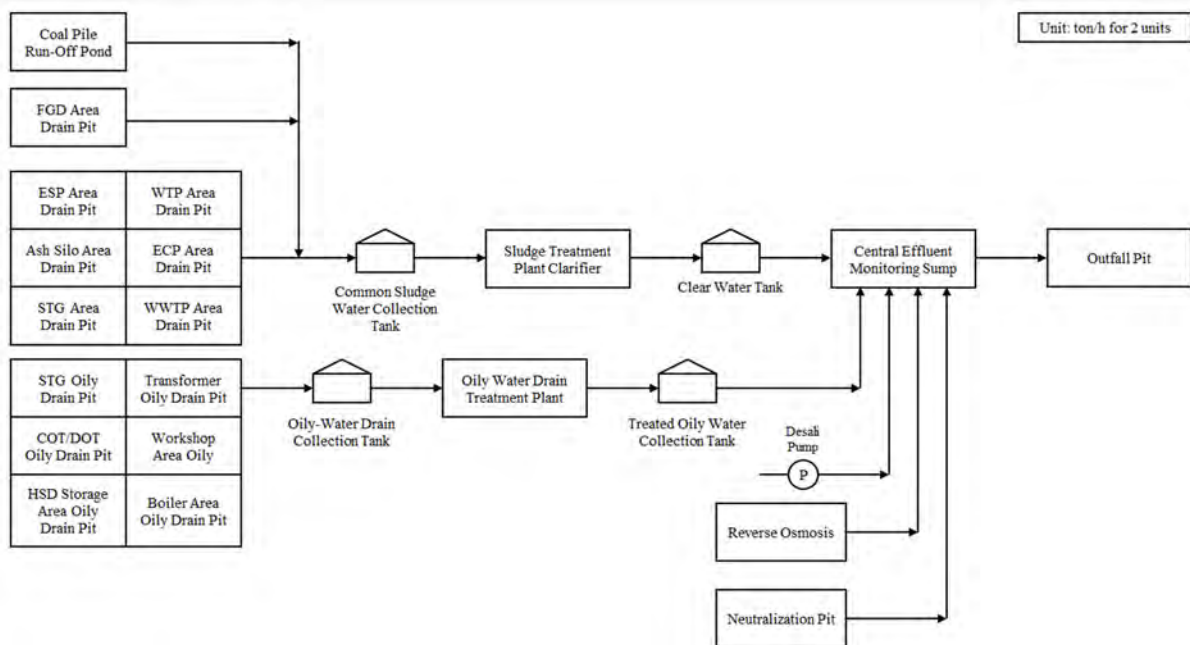 Coal Pile
Run-Off Pond
Unit: ton/h for 2 units
FGD Area
Drain Pit
ESP Area
Drain Pit
WTP Area
Drain Pit
Ash Silo Area
Drain Pit
ECP Area
Drain Pit
STG Area
Drain Pit
WWTP Area
Drain Pit
Common Sludge
Water Collection
Tank
Sludge Treatment
Plant Clarifier
Clear Water Tank
Central Effluent
Monitoring Sump
Outfall Pit
STG Oily
Drain Pit
Transformer
Oily Drain Pit
COT/DOT
Oily Drain Pit
Workshop
Area Oily
HSD Storage
Area Oily
Drain Pit
Boiler Area
Oily Drain Pit
Oily-Water Drain
Collection Tank
Oily Water Drain
Treatment Plant
Treated Oily Water
Collection Tank
Desali
Pump
P
Reverse Osmosis
Neutralization Pit